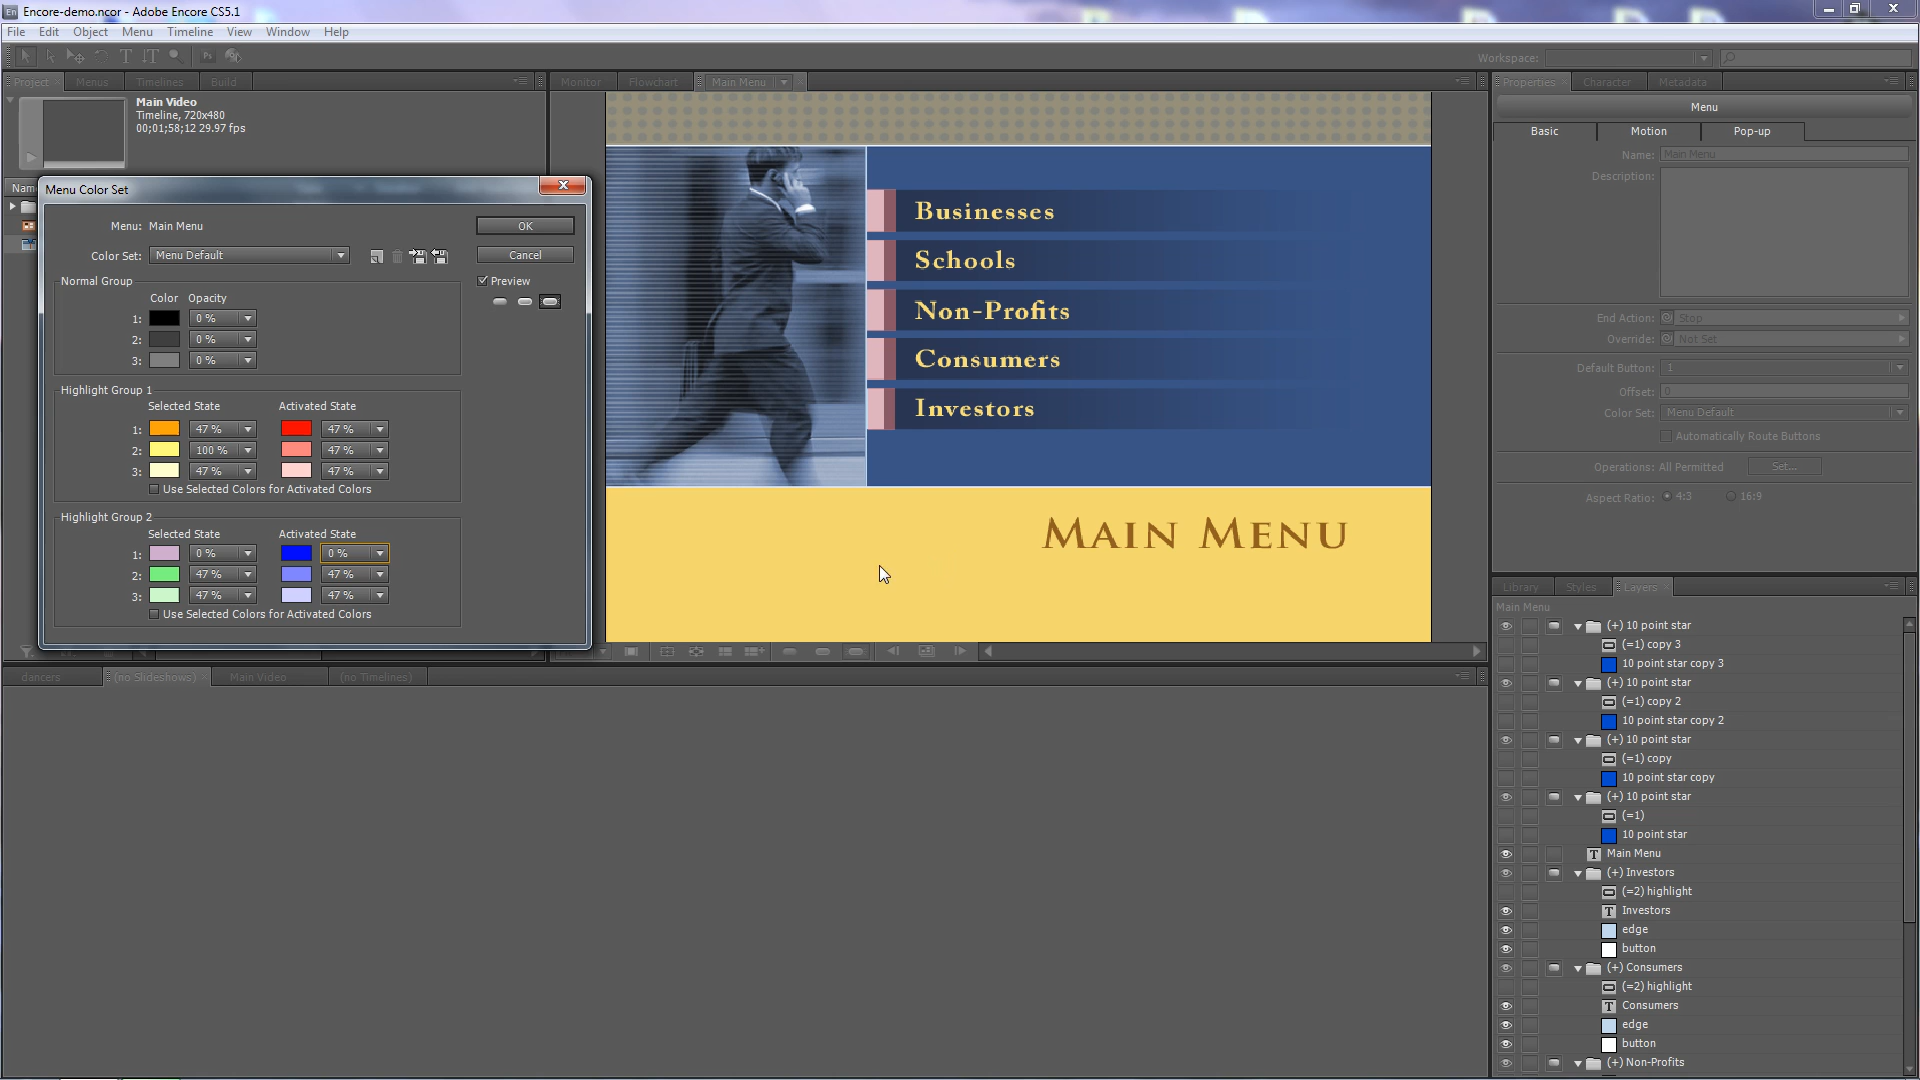 En Encore-demo.ncor - Adobe Encore CS5.1
File Edit Object Menu Timeline View Window Help
Workspace:
Project Menus Timelines Build
Monitor Flowchart Main Menu
Properties Character Metadata
Main Video
Timeline, 720x480
00;01;58;12 29.97 fps
Menu
Basic Motion Pop-up
Name: Main Menu
Description:
Nam
Menu Color Set
Menu: Main Menu
OK
Color Set: Menu Default
Cancel
Normal Group
Preview
Color Opacity
1: 0 %
2: 0 %
3: 0 %
Highlight Group 1
Selected State Activated State
1: 47 % 47 %
2: 100 % 47 %
3: 47 % 47 %
Use Selected Colors for Activated Colors
Highlight Group 2
Selected State Activated State
1: 0 % 0 %
2: 47 % 47 %
3: 47 % 47 %
Use Selected Colors for Activated Colors
Businesses
Schools
Non-Profits
Consumers
Investors
Main Menu
End Action: Stop
Override: Not Set
Default Button: 1
Offset: 0
Color Set: Menu Default
Automatically Route Buttons
Operations: All Permitted Set...
Aspect Ratio: 4:3 16:9
dancers (no Slideshows) Main Video (no Timelines)
Library Styles Layers
Main Menu
(+) 10 point star
(=1) copy 3
10 point star copy 3
(+) 10 point star
(=1) copy 2
10 point star copy 2
(+) 10 point star
(=1) copy
10 point star copy
(+) 10 point star
(=1)
10 point star
T Main Menu
(+) Investors
(=2) highlight
T Investors
edge
button
(+) Consumers
(=2) highlight
T Consumers
edge
button
(+) Non-Profits